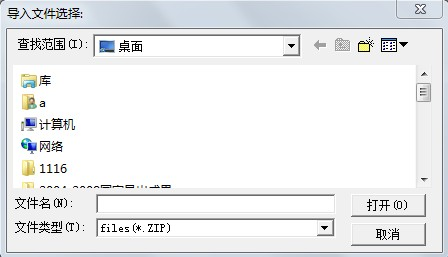 导入文件选择:
查找范围(I):
桌面
库
a
计算机
网络
1116
文件名(N):
打开(O)
文件类型(T):
files(*.ZIP)
取消